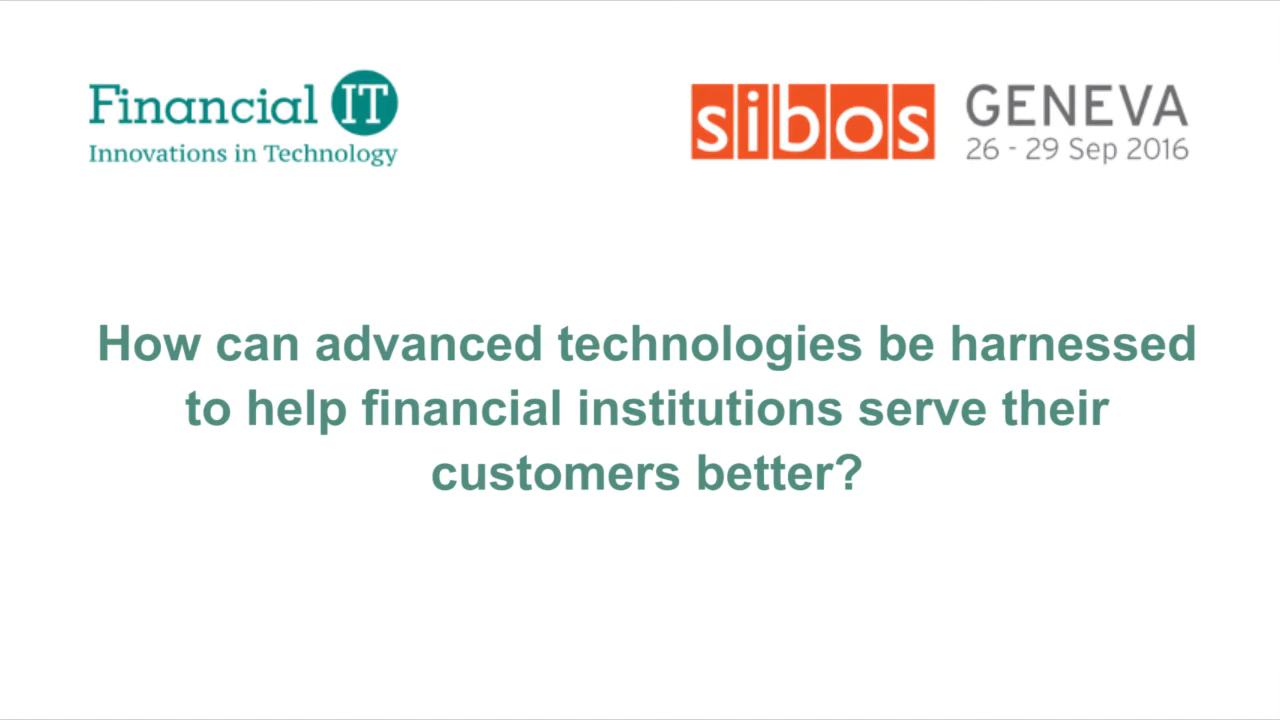 Financial IT
Innovations in Technology
sibos
GENEVA
26 - 29 Sep 2016
How can advanced technologies be harnessed
to help financial institutions serve their
customers better?